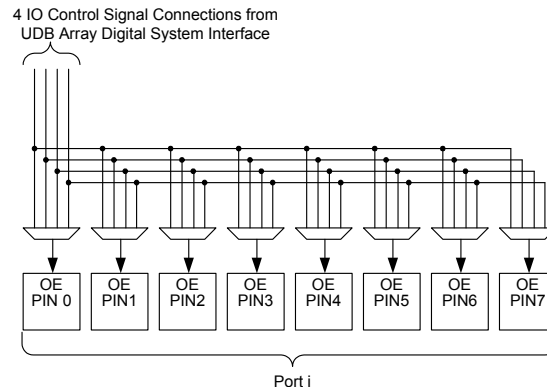 4 IO Control Signal Connections from
UDB Array Digital System Interface
OE
PIN 0
OE
PIN1
OE
PIN2
OE
PIN3
OE
PIN4
OE
PIN5
OE
PIN6
OE
PIN7
Port i